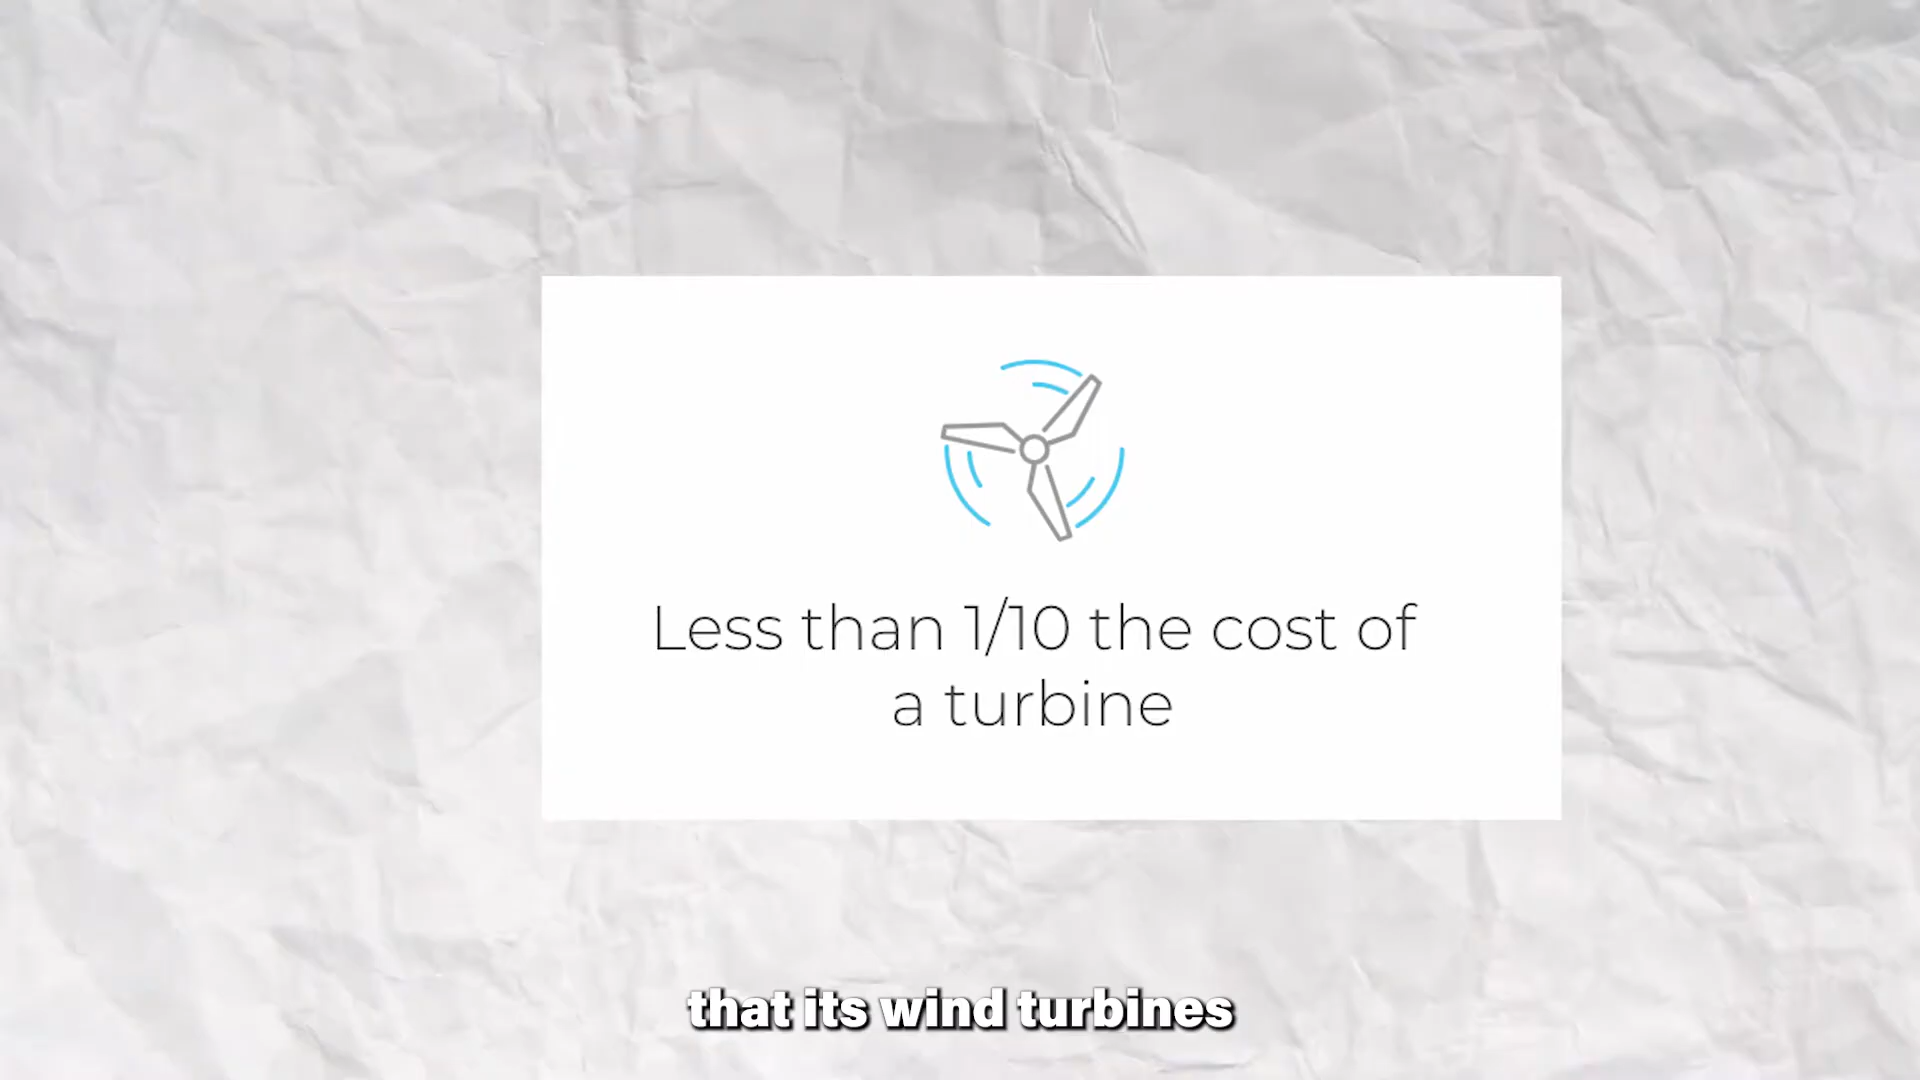 Less than 1/10 the cost of
a turbine
that its wind turbines